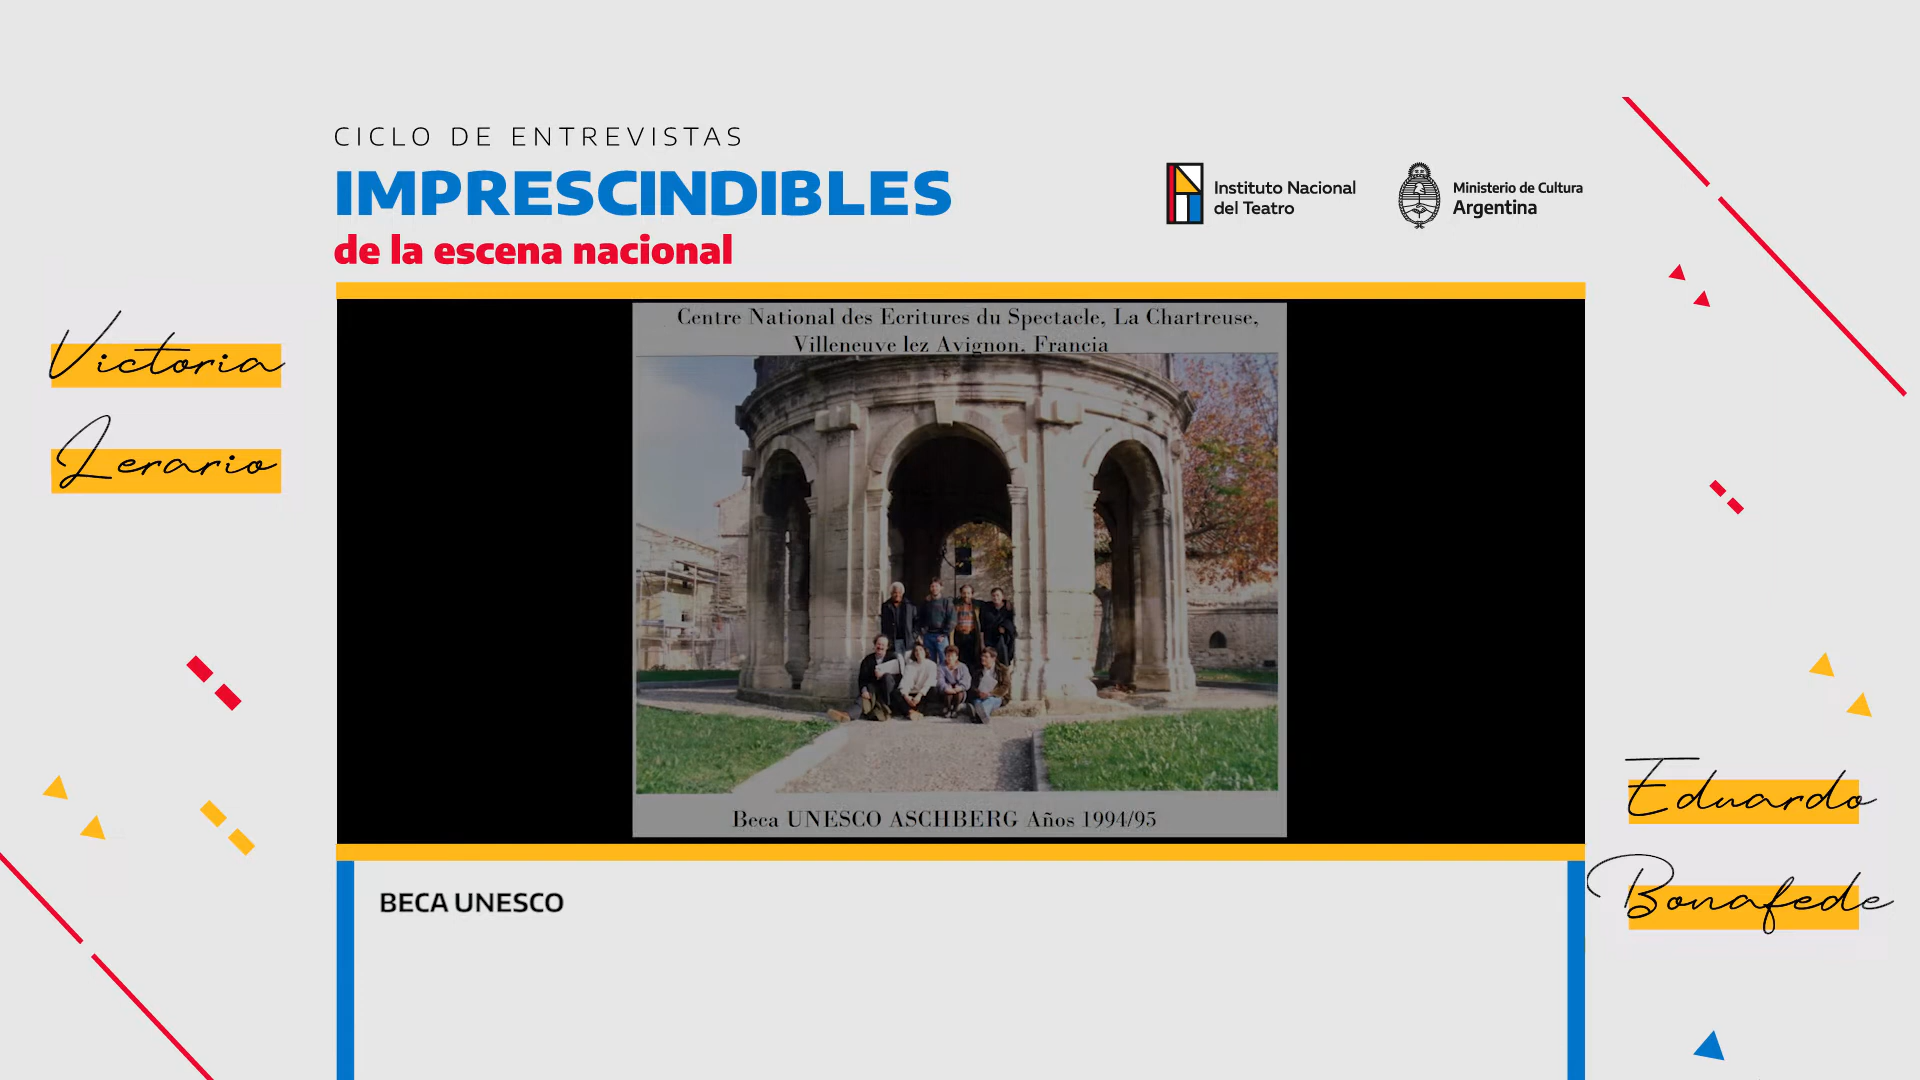 CICLO DE ENTREVISTAS
IMPRESCINDIBLES
de la escena nacional
Instituto Nacional
del Teatro
Ministerio de Cultura
Argentina
Victoria
Lerario
Centre National des Ecritures du Spectacle, La Chartreuse,
Villeneuve lez Avignon, Francia
Beca UNESCO ASCHBERG Años 1994/95
BECA UNESCO
Eduardo
Bonafede